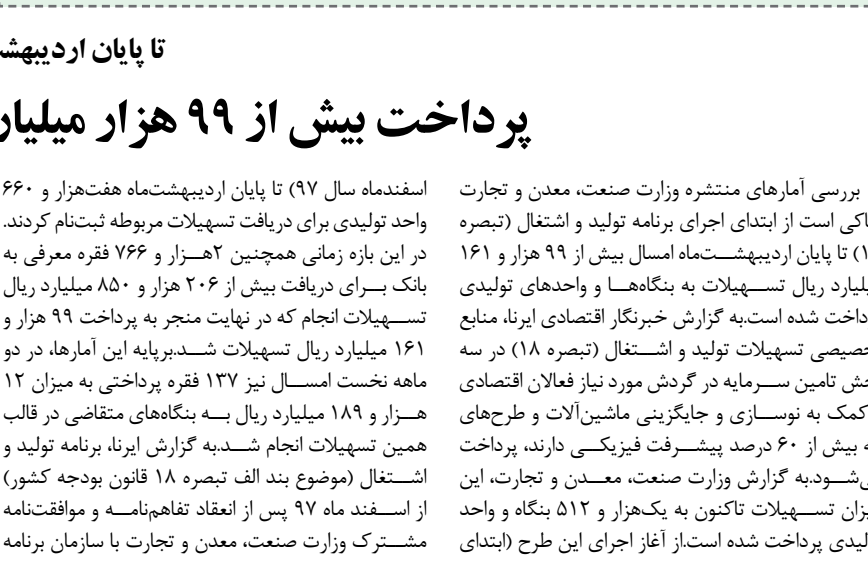 تا پایان اردیبهشت
پرداخت بیش از ۹۹ هزار میلیار
بررسی آمارهای منتشره وزارت صنعت، معدن و تجارت
اکی است از ابتدای اجرای برنامه تولید و اشتغال (تبصره
۱) تا پایان اردیبهشـــت‌ماه امسال بیش از ۹۹ هزار و ۱۶۱
یلیارد ریال تســـهیلات به بنگاه‌هـــا و واحدهای تولیدی
داخت شده است.به گزارش خبرنگار اقتصادی ایرنا، منابع
صیصی تسهیلات تولید و اشـــتغال (تبصره ۱۸) در سه
ش تامین ســـرمایه در گردش مورد نیاز فعالان اقتصادی
کمک به نوســـازی و جایگزینی ماشین‌آلات و طرح‌های
ه بیش از ۶۰ درصد پیشـــرفت فیزیکـــی دارند، پرداخت
ی‌شـــود.به گزارش وزارت صنعت، معـــدن و تجارت، این
یزان تســـهیلات تاکنون به یک‌هزار و ۵۱۲ بنگاه و واحد
لیدی پرداخت شده است.از آغاز اجرای این طرح (ابتدای
اسفندماه سال ۹۷) تا پایان اردیبهشت‌ماه هفت‌هزار و ۶۶۰
واحد تولیدی برای دریافت تسهیلات مربوطه ثبت‌نام کردند.
در این بازه زمانی همچنین ۲هـــزار و ۷۶۶ فقره معرفی به
بانک بـــرای دریافت بیش از ۲۰۶ هزار و ۸۵۰ میلیارد ریال
تســـهیلات انجام که در نهایت منجر به پرداخت ۹۹ هزار و
۱۶۱ میلیارد ریال تسهیلات شـــد.برپایه این آمارها، در دو
ماهه نخست امســـال نیز ۱۳۷ فقره پرداختی به میزان ۱۲
هـــزار و ۱۸۹ میلیارد ریال بـــه بنگاه‌های متقاضی در قالب
همین تسهیلات انجام شـــد.به گزارش ایرنا، برنامه تولید و
اشـــتغال (موضوع بند الف تبصره ۱۸ قانون بودجه کشور)
از اســـفند ماه ۹۷ پس از انعقاد تفاهم‌نامـــه و موافقت‌نامه
مشـــترک وزارت صنعت، معدن و تجارت با سازمان برنامه